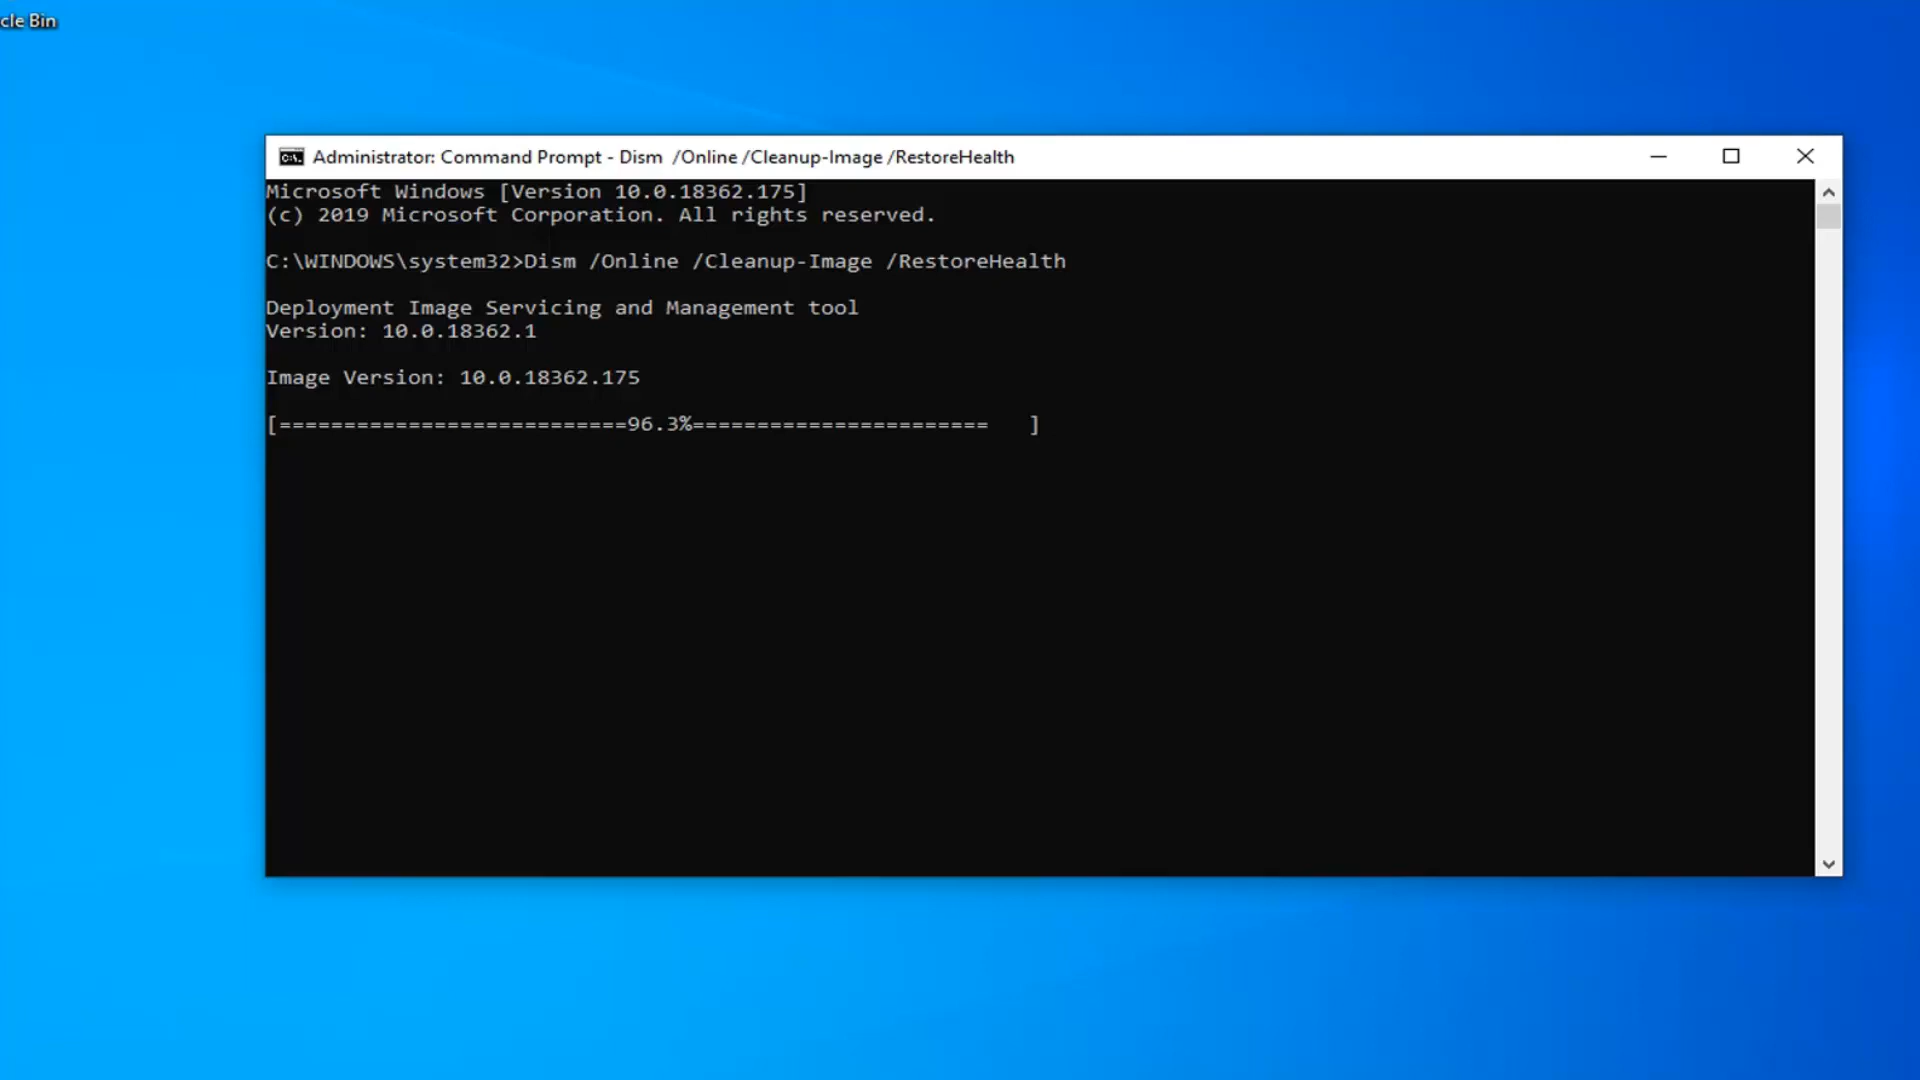 cle Bin
Administrator: Command Prompt - Dism  /Online /Cleanup-Image /RestoreHealth
Microsoft Windows [Version 10.0.18362.175]
(c) 2019 Microsoft Corporation. All rights reserved.
C:\WINDOWS\system32>Dism /Online /Cleanup-Image /RestoreHealth
Deployment Image Servicing and Management tool
Version: 10.0.18362.1
Image Version: 10.0.18362.175
[===========================96.3%=======================   ]